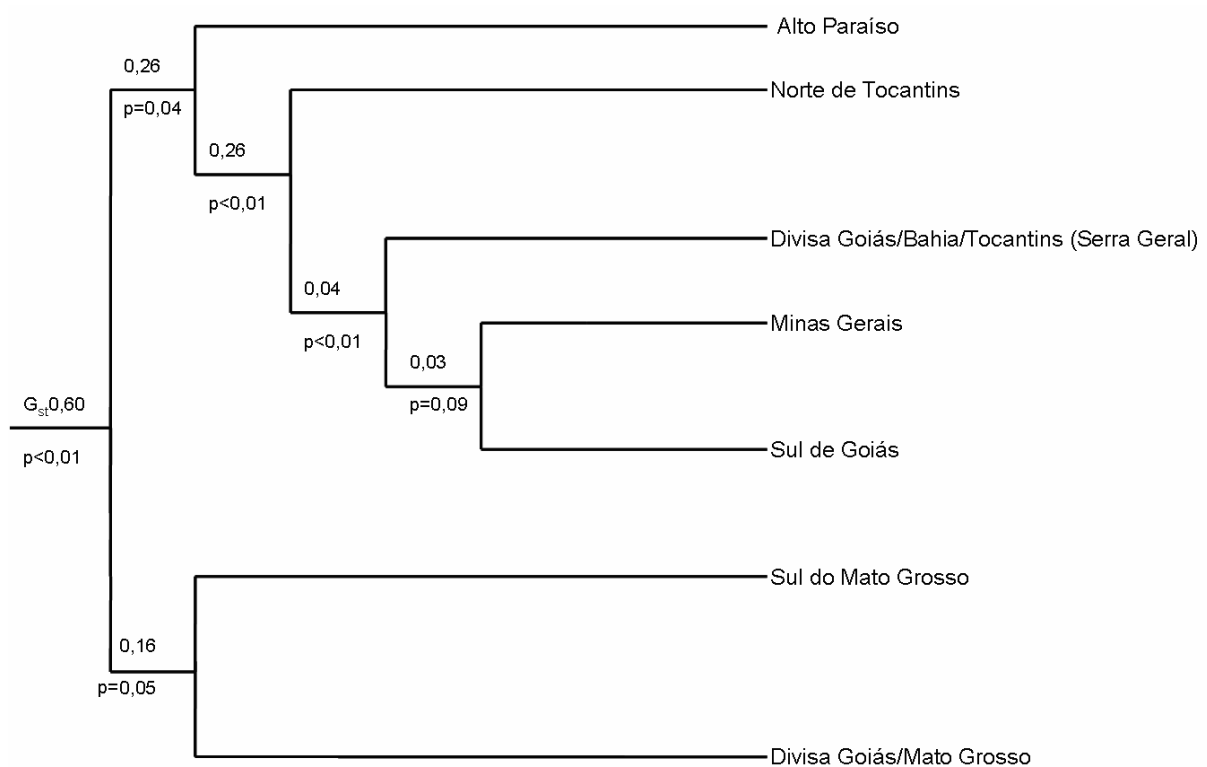 Alto Paraíso
0,26
Norte de Tocantins
p=0,04
0,26
p<0,01
Divisa Goiás/Bahia/Tocantins (Serra Geral)
0,04
Minas Gerais
p<0,01
0,03
Gst0,60
p=0,09
Sul de Goiás
p<0,01
Sul do Mato Grosso
0,16
p=0,05
Divisa Goiás/Mato Grosso